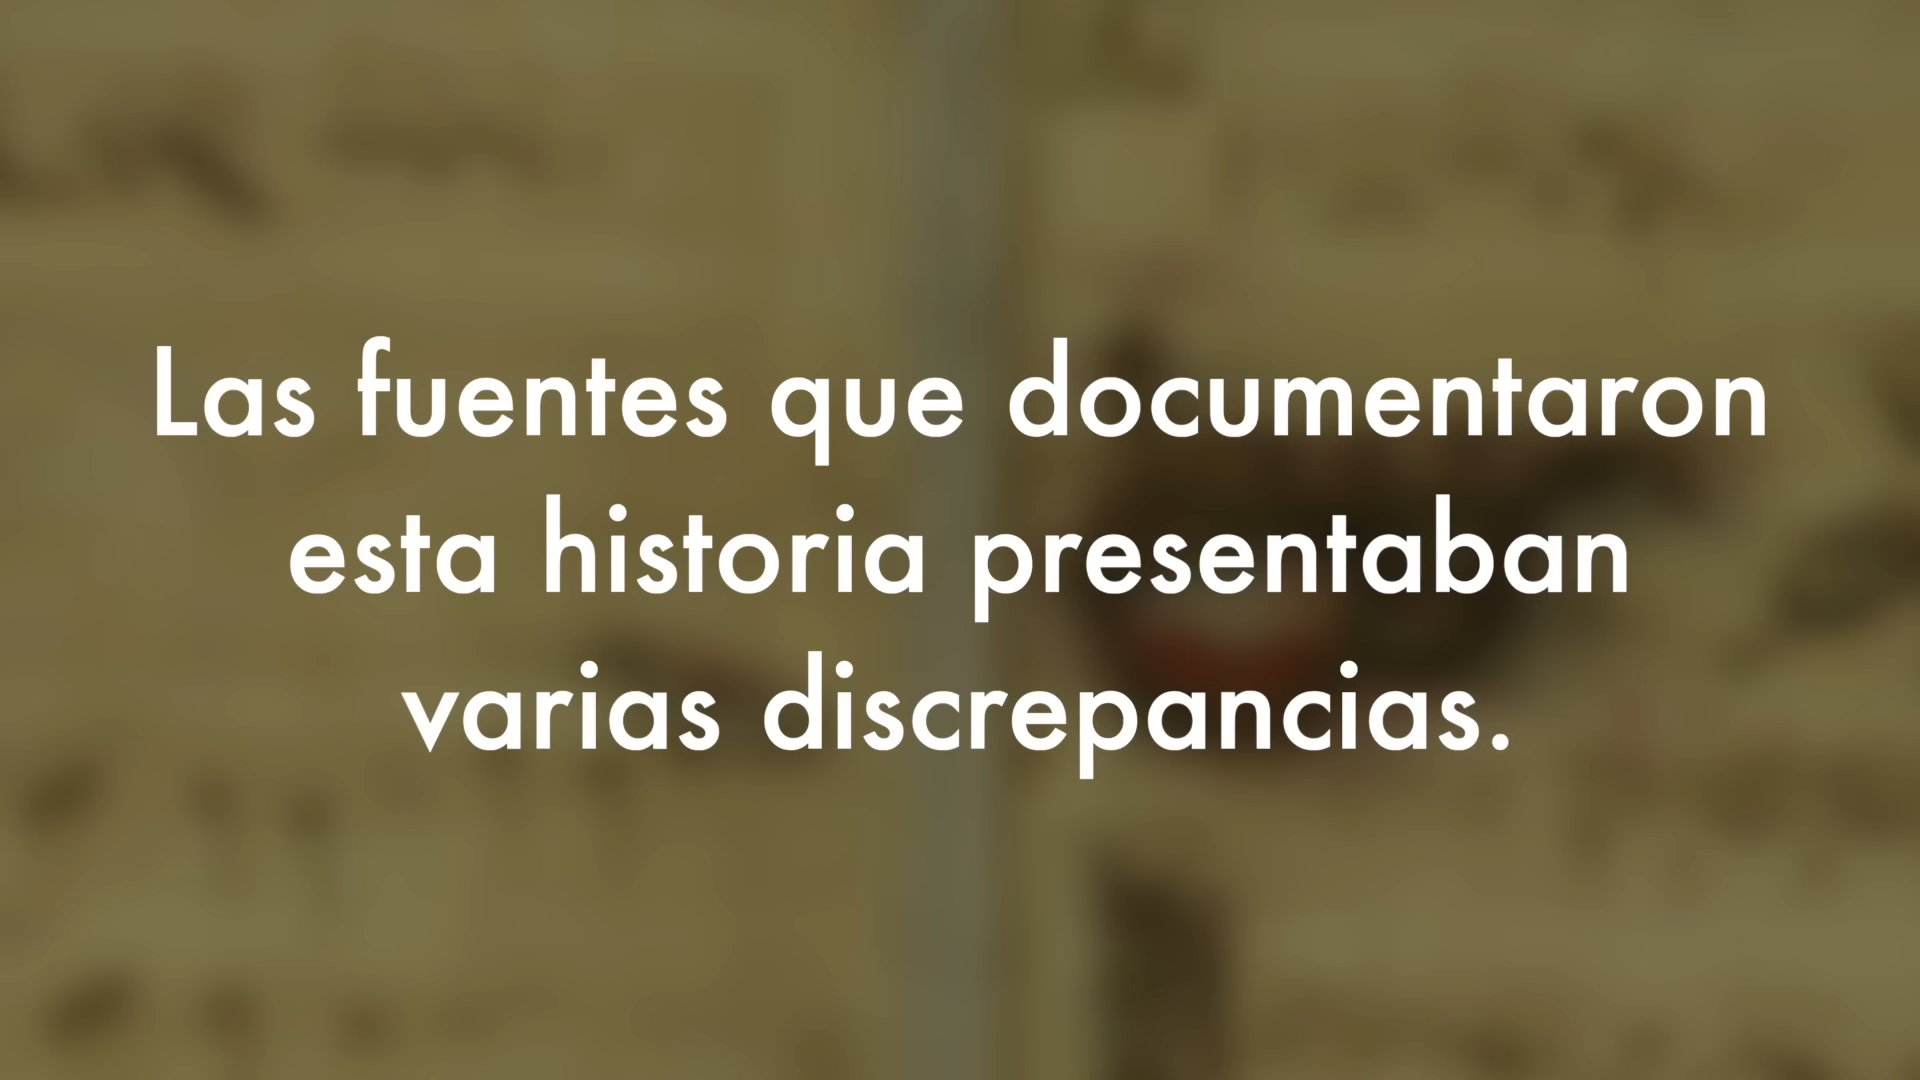 Las fuentes que documentaron
esta historia presentaban
varias discrepancias.